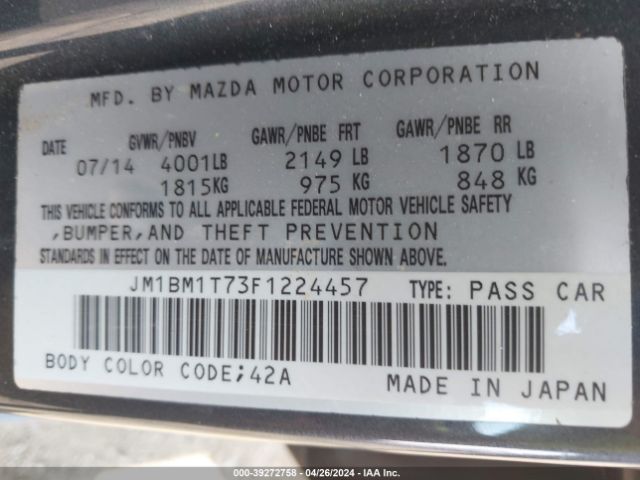 MFD. BY MAZDA MOTOR CORPORATION
DATE GVWR/PNBV GAWR/PNBE FRT GAWR/PNBE RR
07/14 4001LB 2149 LB 1870 LB
1815KG 975 KG 848 KG
THIS VEHICLE CONFORMS TO ALL APPLICABLE FEDERAL MOTOR VEHICLE SAFETY
,BUMPER,AND THEFT PREVENTION
STANDARDS IN EFFECT ON THE DATE OF MANUFACTURE SHOWN ABOVE.
JM1BM1T73F1224457 TYPE: PASS CAR
BODY COLOR CODE;42A MADE IN JAPAN
000-39272758 - 04/26/2024 - IAA Inc.